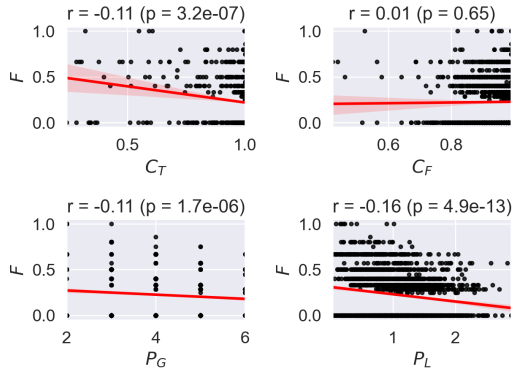 r = -0.11 (p = 3.2e-07)
F
1.0
0.5
0.0
0.5
1.0
C_T
r = 0.01 (p = 0.65)
F
1.0
0.5
0.0
0.6
0.8
C_F
r = -0.11 (p = 1.7e-06)
F
1.0
0.5
0.0
2
4
6
P_G
r = -0.16 (p = 4.9e-13)
F
1.0
0.5
0.0
1
2
P_L